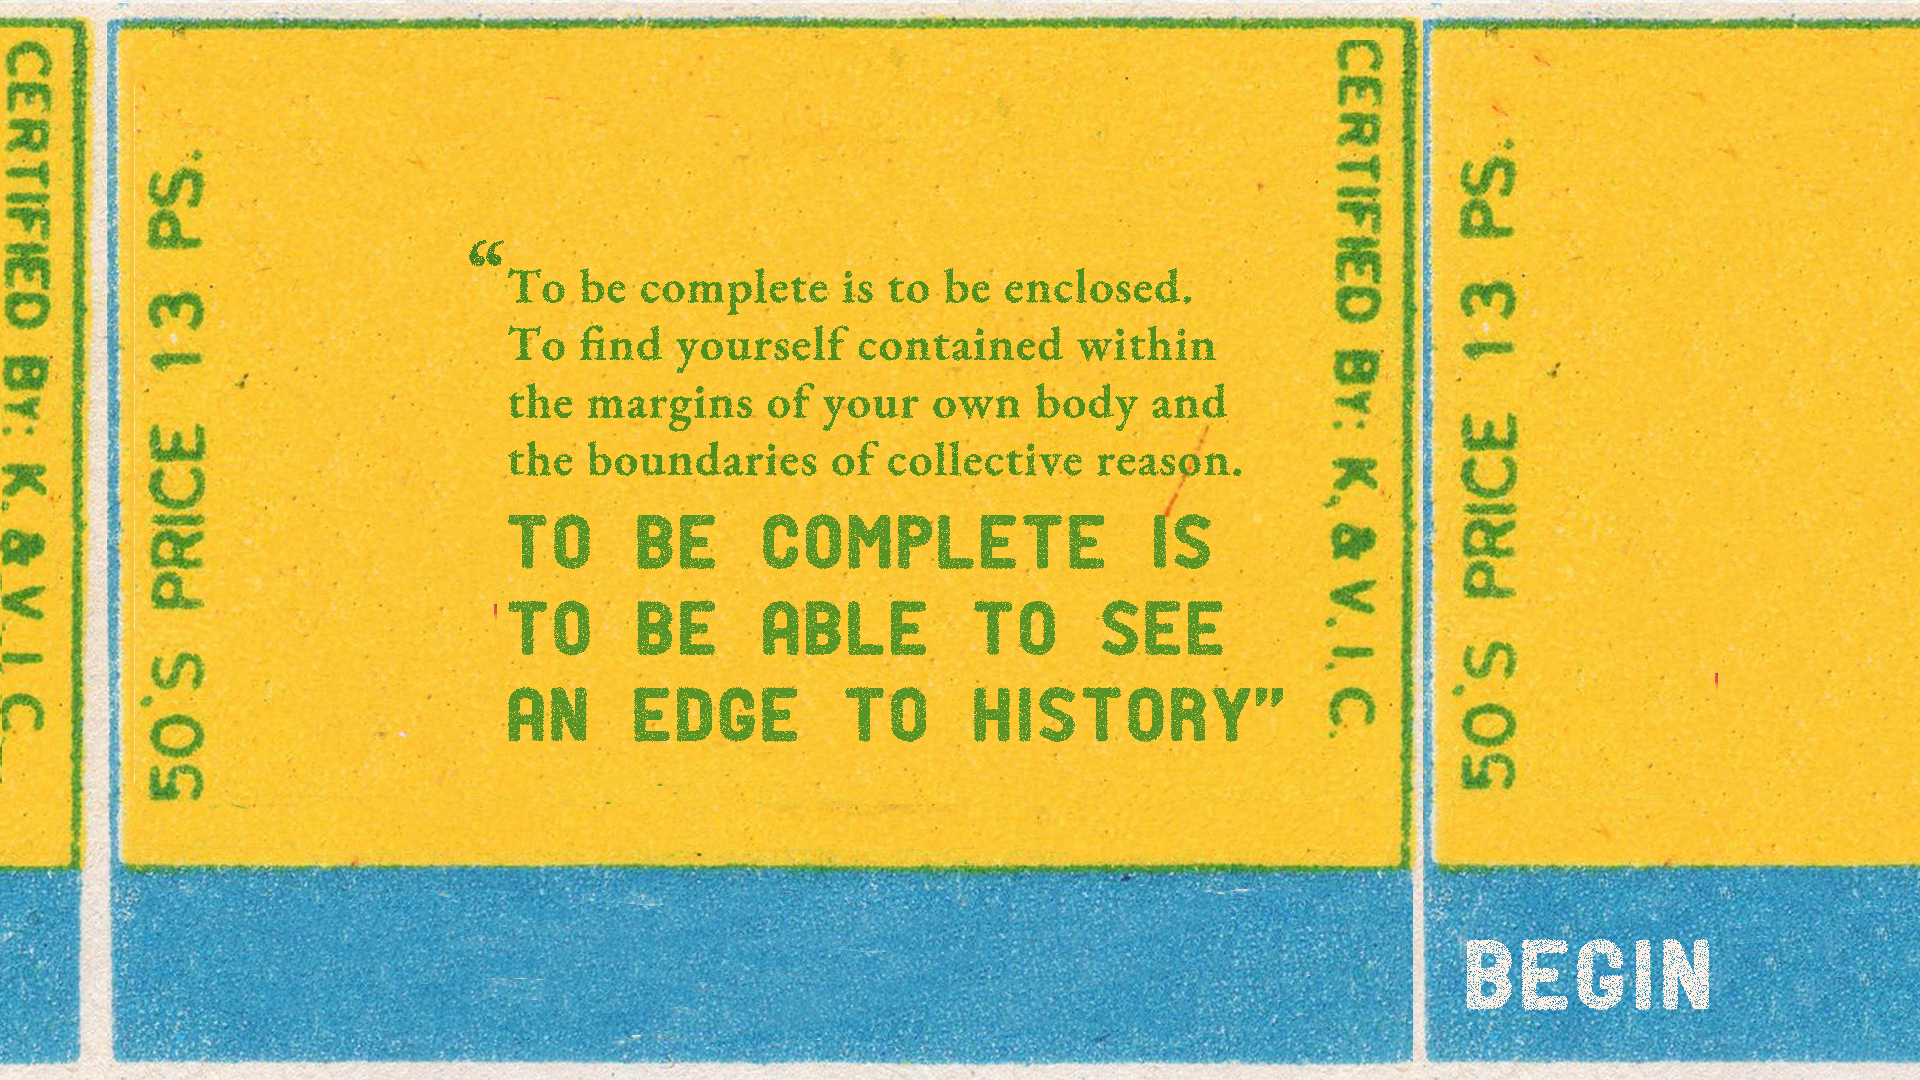 CERTIFIED BY: K. & V.I.C.
50'S PRICE 13 PS.
“To be complete is to be enclosed.
To find yourself contained within
the margins of your own body and
the boundaries of collective reason.
TO BE COMPLETE IS
TO BE ABLE TO SEE
AN EDGE TO HISTORY”
CERTIFIED BY: K. & V.I.C.
50'S PRICE 13 PS.
BEGIN